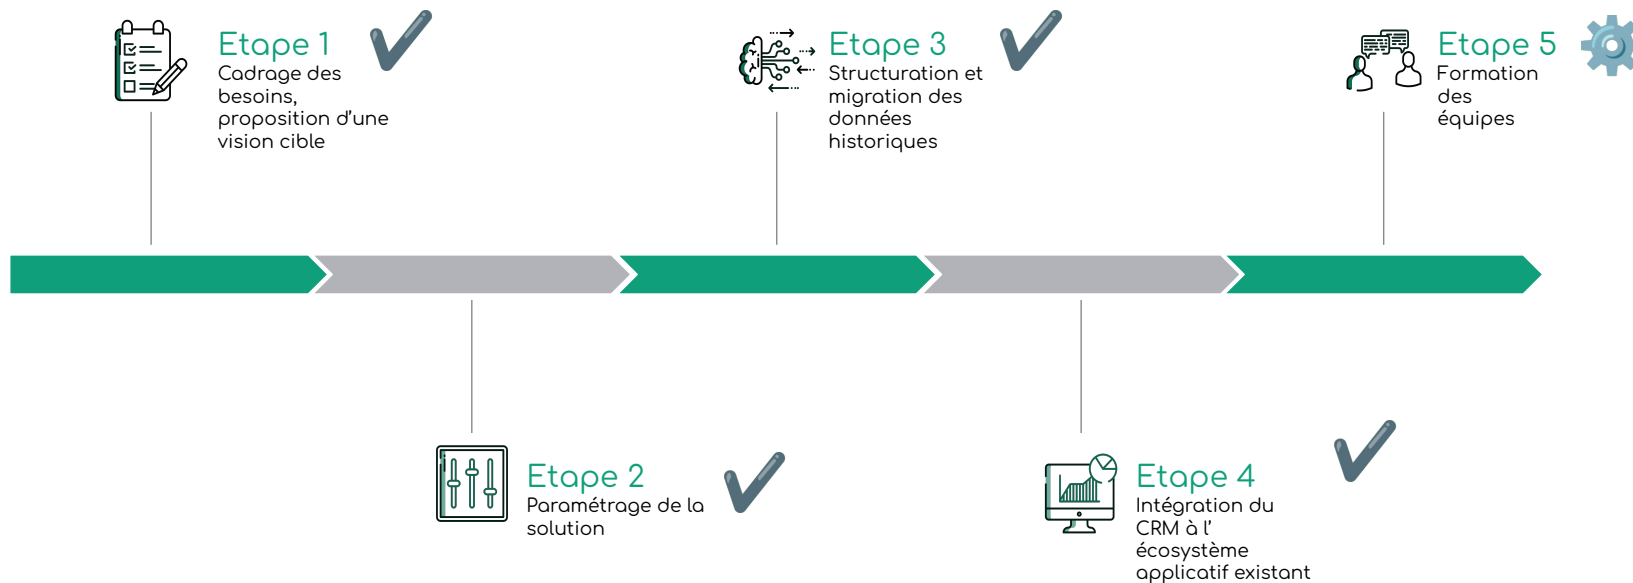 Etape 1
Cadrage des
besoins,
proposition d'une
vision cible
Etape 2
Paramétrage de la
solution
Etape 3
Structuration et
migration des
données
historiques
Etape 4
Intégration du
CRM à l'
écosystème
applicatif existant
Etape 5
Formation
des
équipes